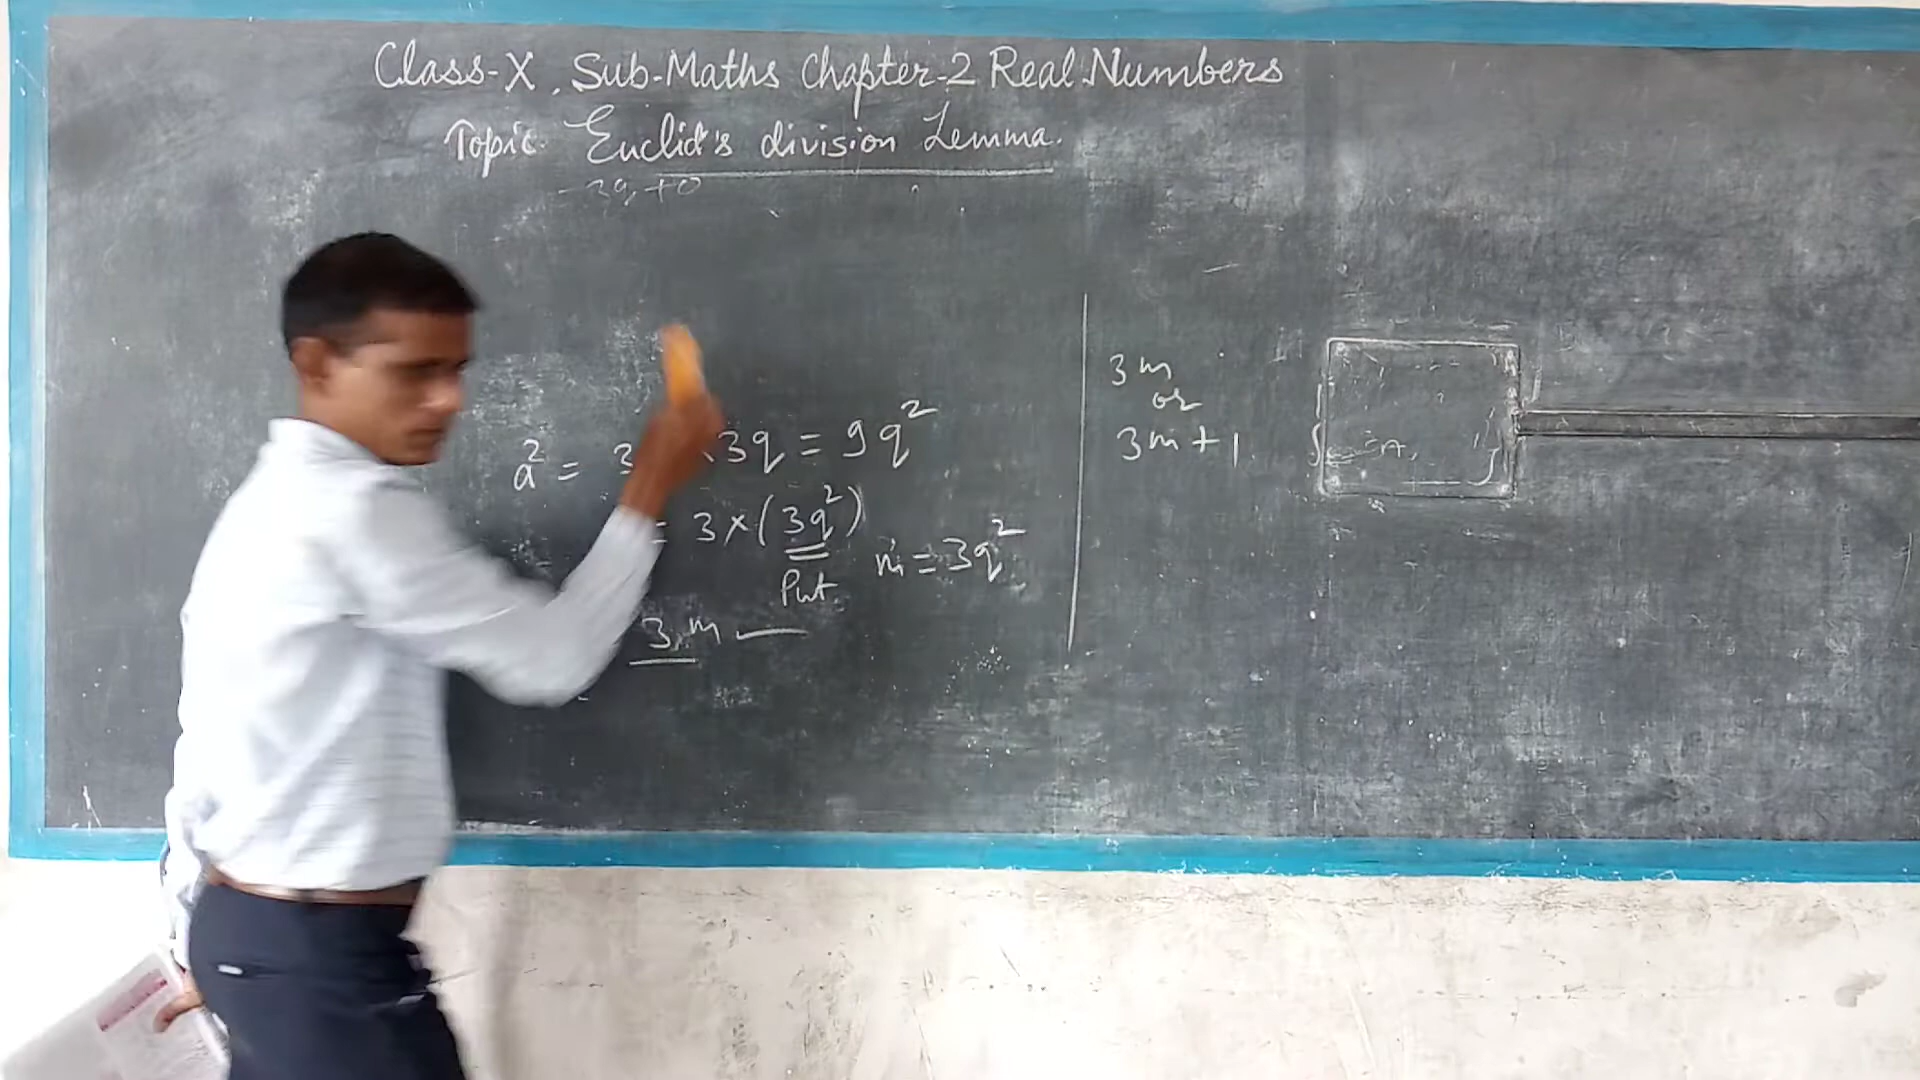 Class-X, Sub-Maths Chapter-2 Real Numbers
Topic. Euclid's division Lemma.
- 3q, +0
a² = 3 × 3q = 9q²
= 3 × (3q²)
Put m = 3q²
3m
3m
or
3m + 1